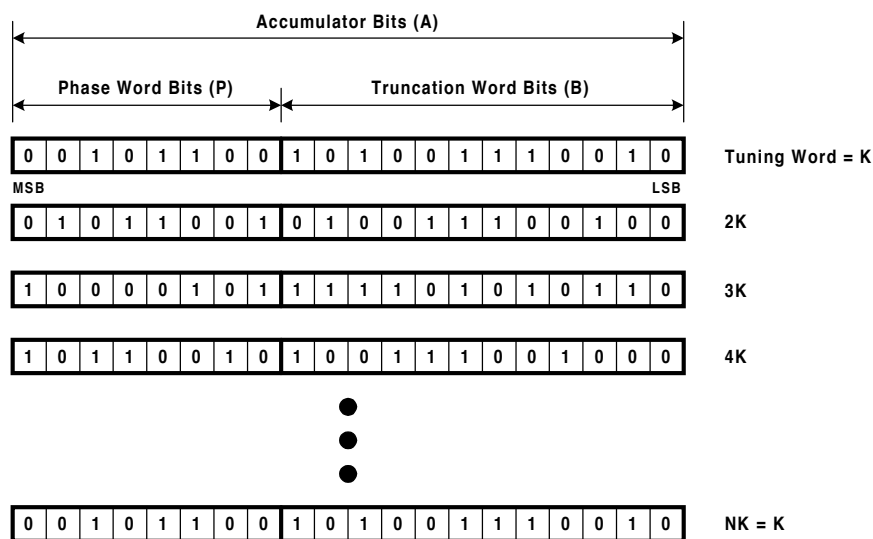 Accumulator Bits (A)
Phase Word Bits (P) Truncation Word Bits (B)
0 0 1 0 1 1 0 0 1 0 1 0 0 1 1 1 0 0 1 0 Tuning Word = K
MSB LSB
0 1 0 1 1 0 0 1 0 1 0 0 1 1 1 0 0 1 0 0 2K
1 0 0 0 0 1 0 1 1 1 1 1 0 1 0 1 0 1 1 0 3K
1 0 1 1 0 0 1 0 1 0 0 1 1 1 0 0 1 0 0 0 4K
0 0 1 0 1 1 0 0 1 0 1 0 0 1 1 1 0 0 1 0 NK = K